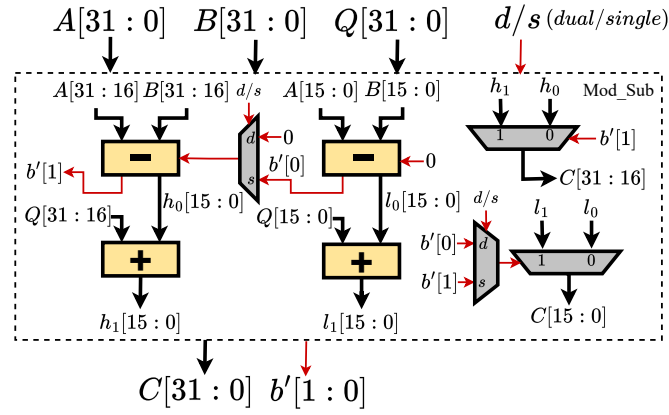 A[31 : 0] B[31 : 0] Q[31 : 0] d/s (dual/single)
Mod_Sub
A[31 : 16] B[31 : 16] d/s A[15 : 0] B[15 : 0] h₁ h₀
d 0 1 0 b′[1]
− b′[0] − 0
b′[1] s C[31 : 16]
h₀[15 : 0] l₀[15 : 0] d/s
Q[31 : 16] Q[15 : 0] l₁ l₀
b′[0] d 1 0
+ + b′[1] s
h₁[15 : 0] l₁[15 : 0] C[15 : 0]
C[31 : 0] b′[1 : 0]